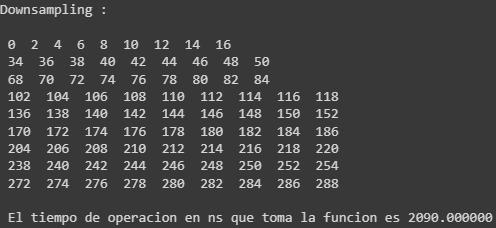 Downsampling :
0 2 4 6 8 10 12 14 16
34 36 38 40 42 44 46 48 50
68 70 72 74 76 78 80 82 84
102 104 106 108 110 112 114 116 118
136 138 140 142 144 146 148 150 152
170 172 174 176 178 180 182 184 186
204 206 208 210 212 214 216 218 220
238 240 242 244 246 248 250 252 254
272 274 276 278 280 282 284 286 288
El tiempo de operacion en ns que toma la funcion es 2090.000000